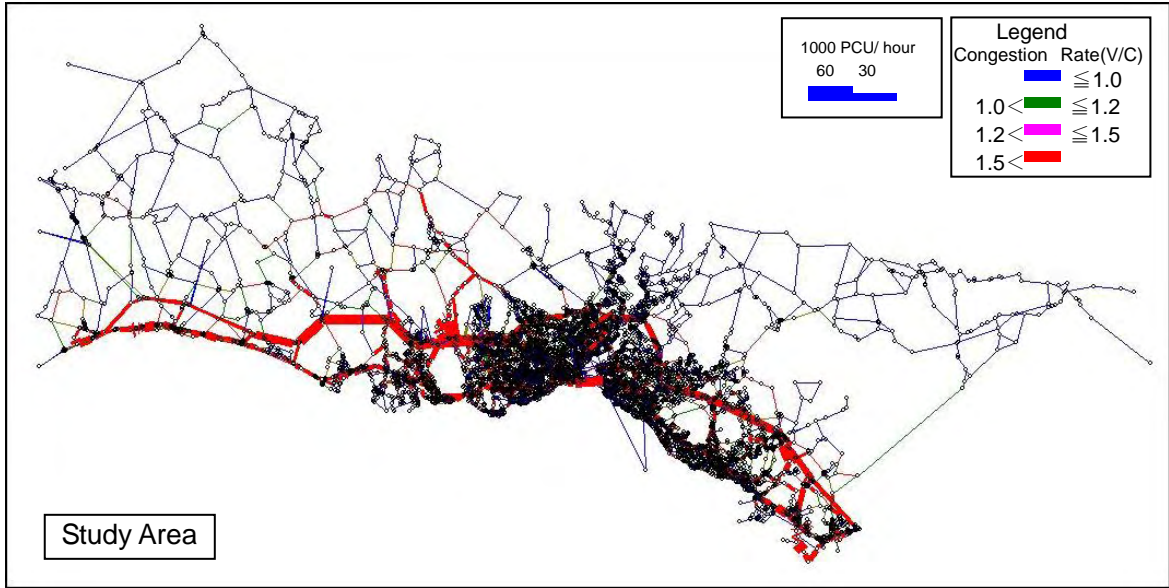 1000 PCU/ hour
60 30
Legend
Congestion Rate(V/C)
≦1.0
1.0< ≦1.2
1.2< ≦1.5
1.5<
Study Area